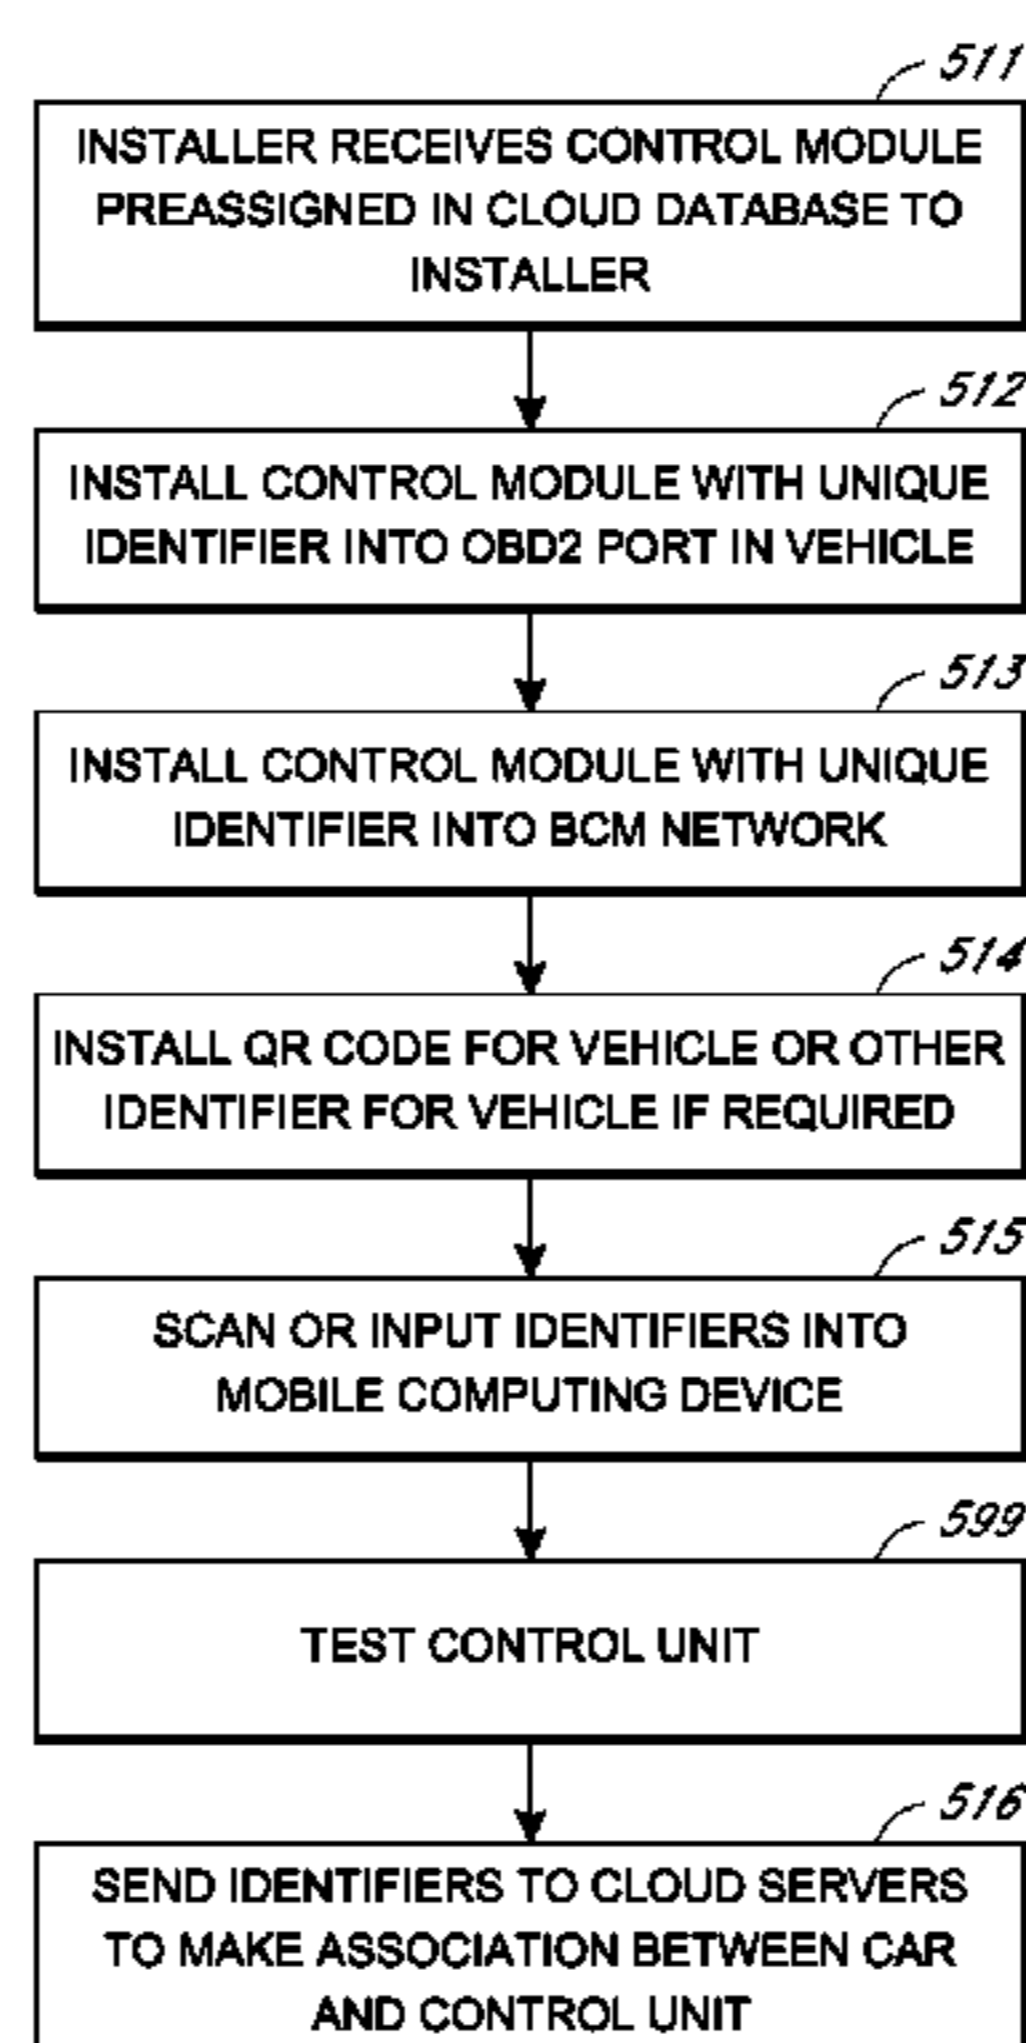 511
INSTALLER RECEIVES CONTROL MODULE
PREASSIGNED IN CLOUD DATABASE TO
INSTALLER
512
INSTALL CONTROL MODULE WITH UNIQUE
IDENTIFIER INTO OBD2 PORT IN VEHICLE
513
INSTALL CONTROL MODULE WITH UNIQUE
IDENTIFIER INTO BCM NETWORK
514
INSTALL QR CODE FOR VEHICLE OR OTHER
IDENTIFIER FOR VEHICLE IF REQUIRED
515
SCAN OR INPUT IDENTIFIERS INTO
MOBILE COMPUTING DEVICE
599
TEST CONTROL UNIT
516
SEND IDENTIFIERS TO CLOUD SERVERS
TO MAKE ASSOCIATION BETWEEN CAR
AND CONTROL UNIT